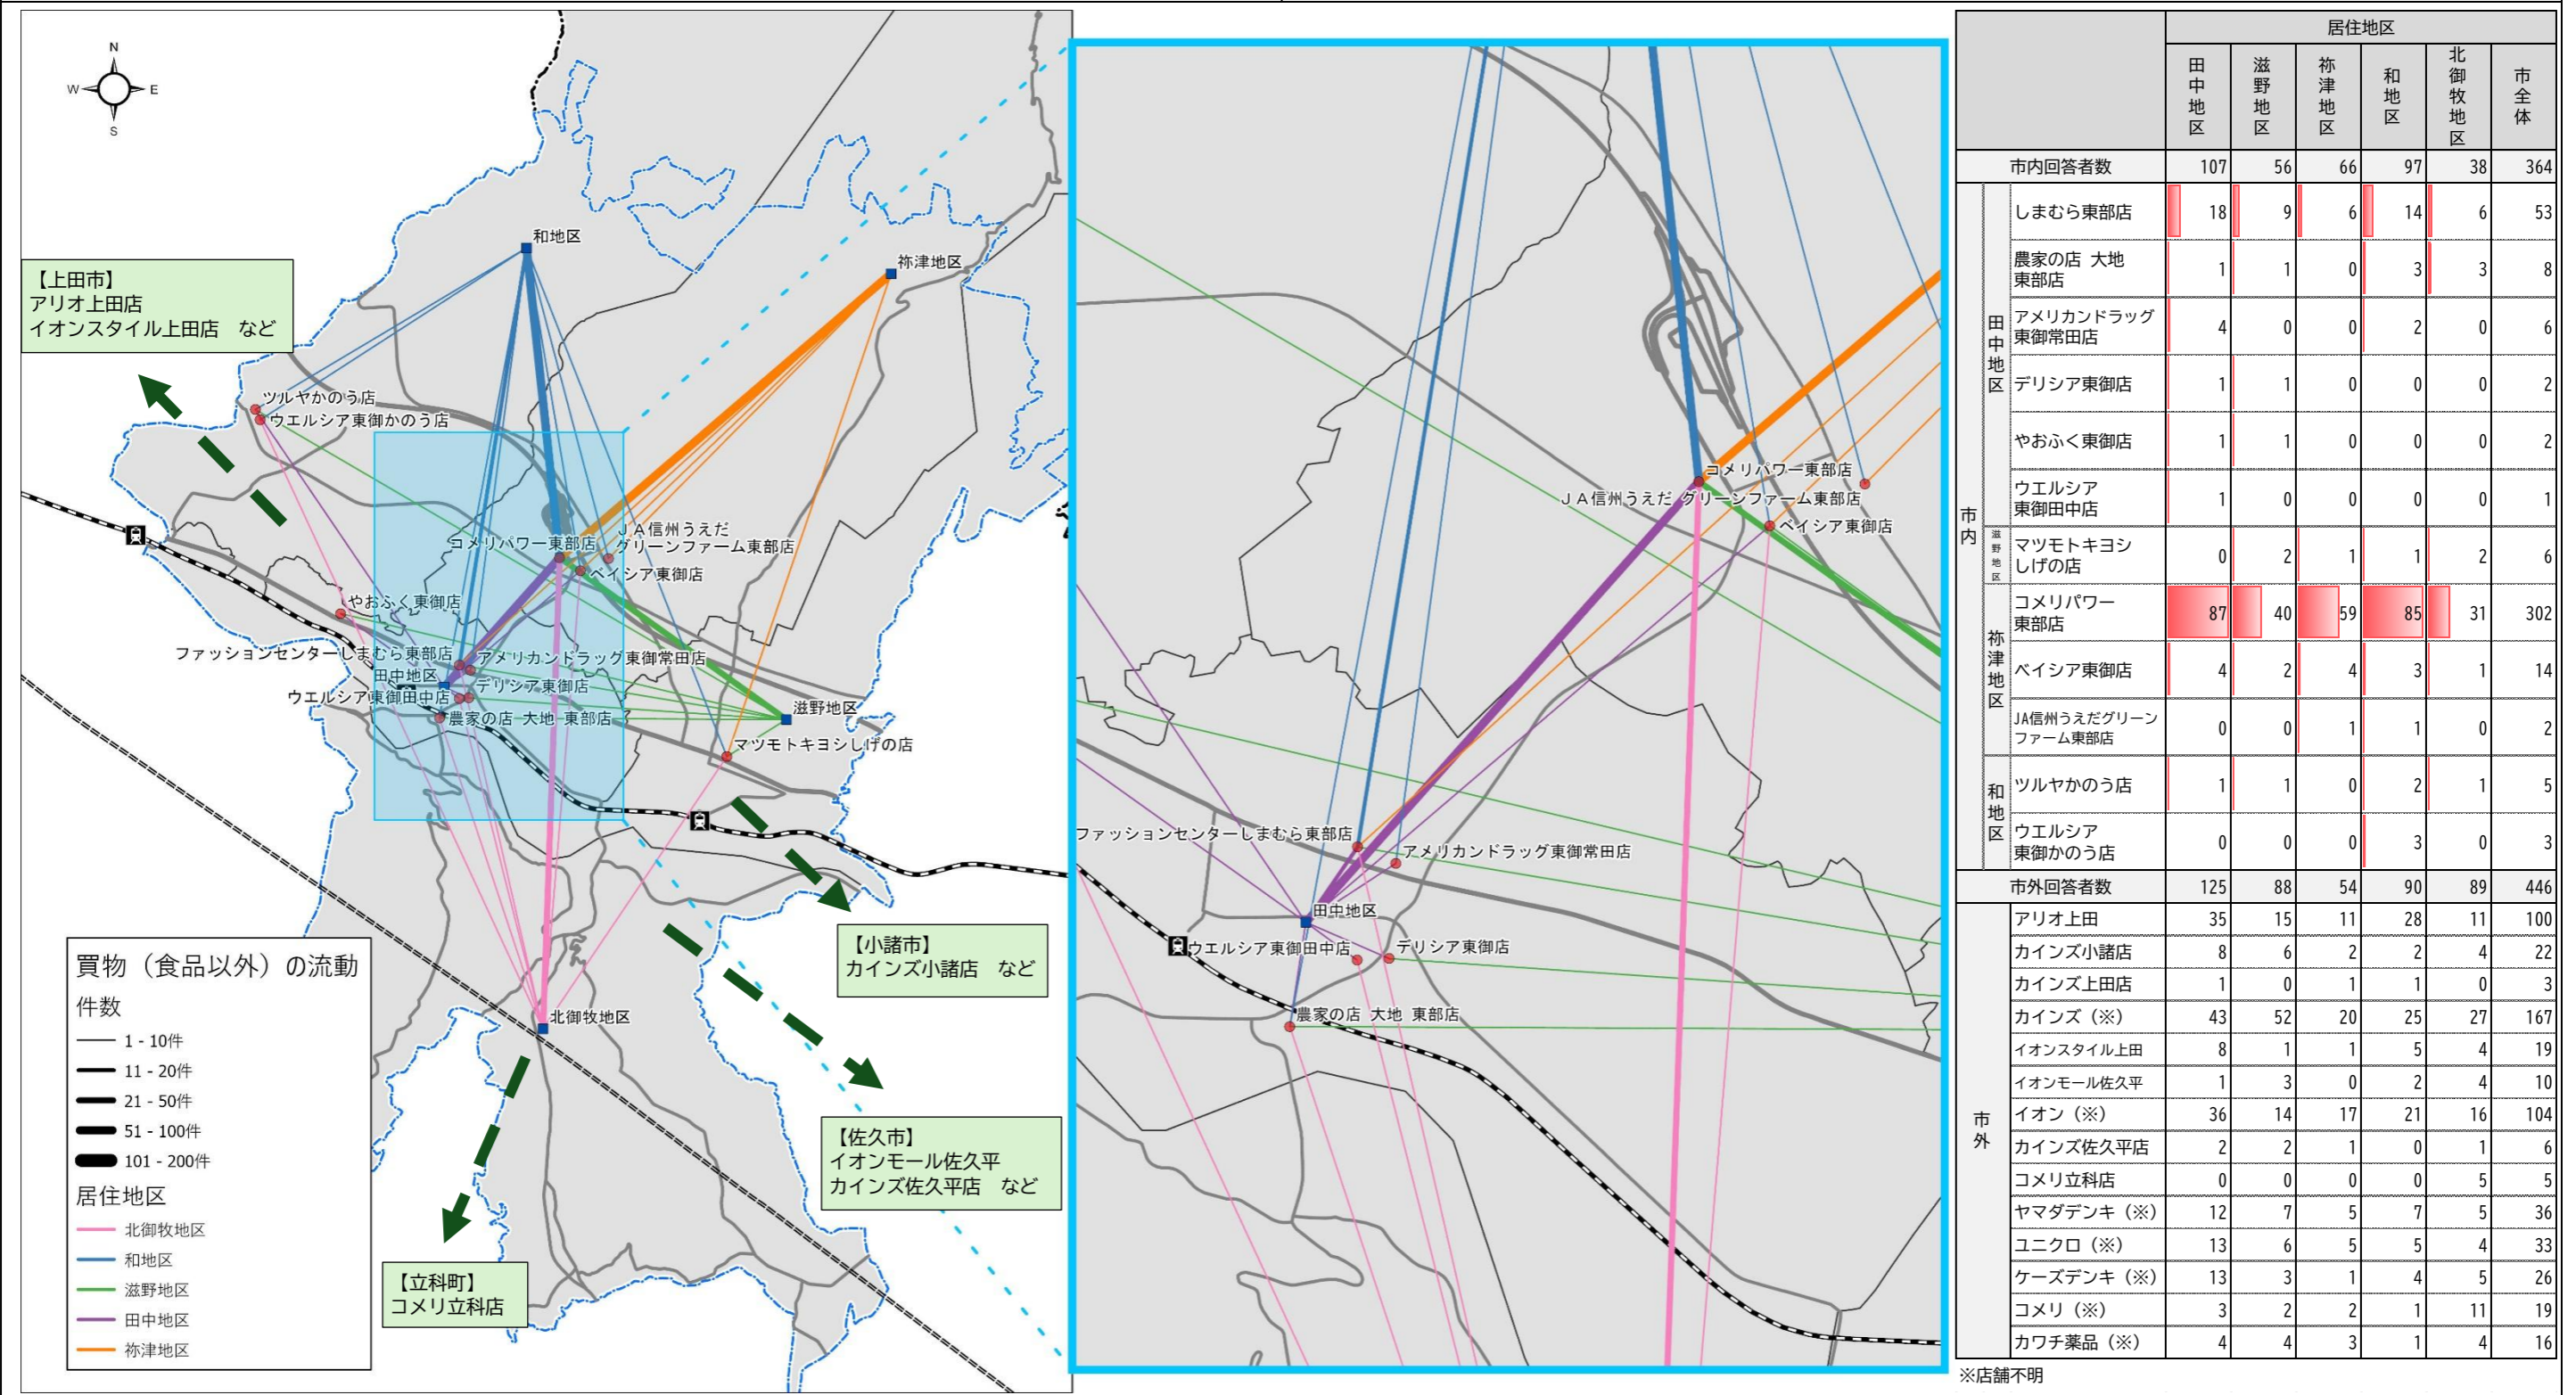 N
W
E
S
和地区
祢津地区
【上田市】
アリオ上田店
イオンスタイル上田店　など
ツルヤかのう店
ウエルシア東御かのう店
ＪＡ信州うえだ
グリーンファーム東部店
コメリパワー東部店
ベイシア東御店
やおふく東御店
ファッションセンターしまむら東部店
アメリカンドラッグ東御常田店
田中地区
デリシア東御店
ウエルシア東御田中店
農家の店 大地 東部店
滋野地区
マツモトキヨシしげの店
北御牧地区
【小諸市】
カインズ小諸店　など
【佐久市】
イオンモール佐久平
カインズ佐久平店　など
【立科町】
コメリ立科店
買物（食品以外）の流動
件数
1 - 10件
11 - 20件
21 - 50件
51 - 100件
101 - 200件
居住地区
北御牧地区
和地区
滋野地区
田中地区
祢津地区
コメリパワー東部店
ＪＡ信州うえだ グリーンファーム東部店
ベイシア東御店
ファッションセンターしまむら東部店
アメリカンドラッグ東御常田店
田中地区
ウエルシア東御田中店
デリシア東御店
農家の店 大地 東部店
居住地区
田中地区 滋野地区 祢津地区 和地区 北御牧地区 市全体
市内回答者数 107 56 66 97 38 364
市内
田中地区
しまむら東部店 18 9 6 14 6 53
農家の店 大地
東部店 1 1 0 3 3 8
アメリカンドラッグ
東御常田店 4 0 0 2 0 6
デリシア東御店 1 1 0 0 0 2
やおふく東御店 1 1 0 0 0 2
ウエルシア
東御田中店 1 0 0 0 0 1
滋野地区
マツモトキヨシ
しげの店 0 2 1 1 2 6
祢津地区
コメリパワー
東部店 87 40 59 85 31 302
ベイシア東御店 4 2 4 3 1 14
JA信州うえだグリーン
ファーム東部店 0 0 1 1 0 2
和地区
ツルヤかのう店 1 1 0 2 1 5
ウエルシア
東御かのう店 0 0 0 3 0 3
市外回答者数 125 88 54 90 89 446
市外
アリオ上田 35 15 11 28 11 100
カインズ小諸店 8 6 2 2 4 22
カインズ上田店 1 0 1 1 0 3
カインズ（※） 43 52 20 25 27 167
イオンスタイル上田 8 1 1 5 4 19
イオンモール佐久平 1 3 0 2 4 10
イオン（※） 36 14 17 21 16 104
カインズ佐久平店 2 2 1 0 1 6
コメリ立科店 0 0 0 0 5 5
ヤマダデンキ（※） 12 7 5 7 5 36
ユニクロ（※） 13 6 5 5 4 33
ケーズデンキ（※） 13 3 1 4 5 26
コメリ（※） 3 2 2 1 11 19
カワチ薬品（※） 4 4 3 1 4 16
※店舗不明